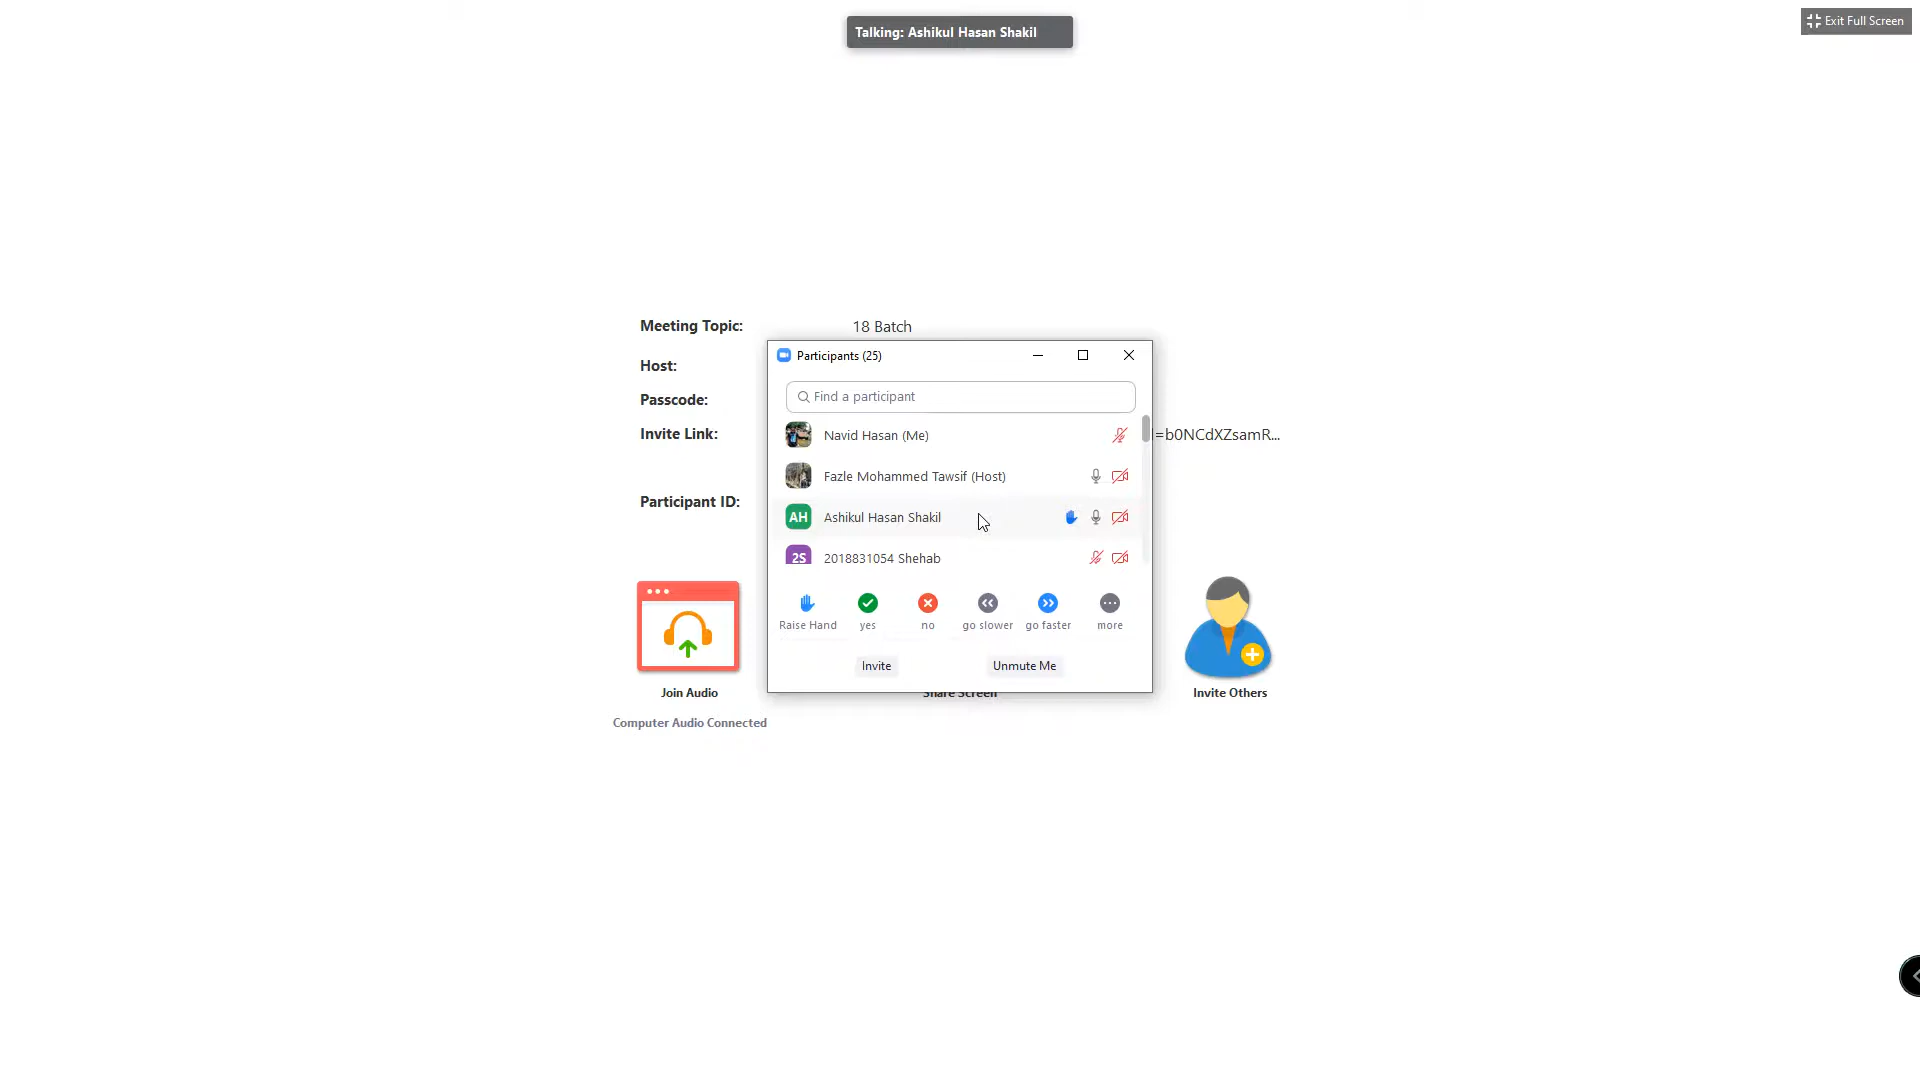 Talking: Ashikul Hasan Shakil
Exit Full Screen
Meeting Topic:
18 Batch
Host:
Participants (25)
Passcode:
Find a participant
Invite Link:
Navid Hasan (Me)
=b0NCdXZsamR...
Fazle Mohammed Tawsif (Host)
Participant ID:
AH
Ashikul Hasan Shakil
2S
2018831054 Shehab
Raise Hand
yes
no
go slower
go faster
more
Invite
Unmute Me
Join Audio
Share Screen
Invite Others
Computer Audio Connected